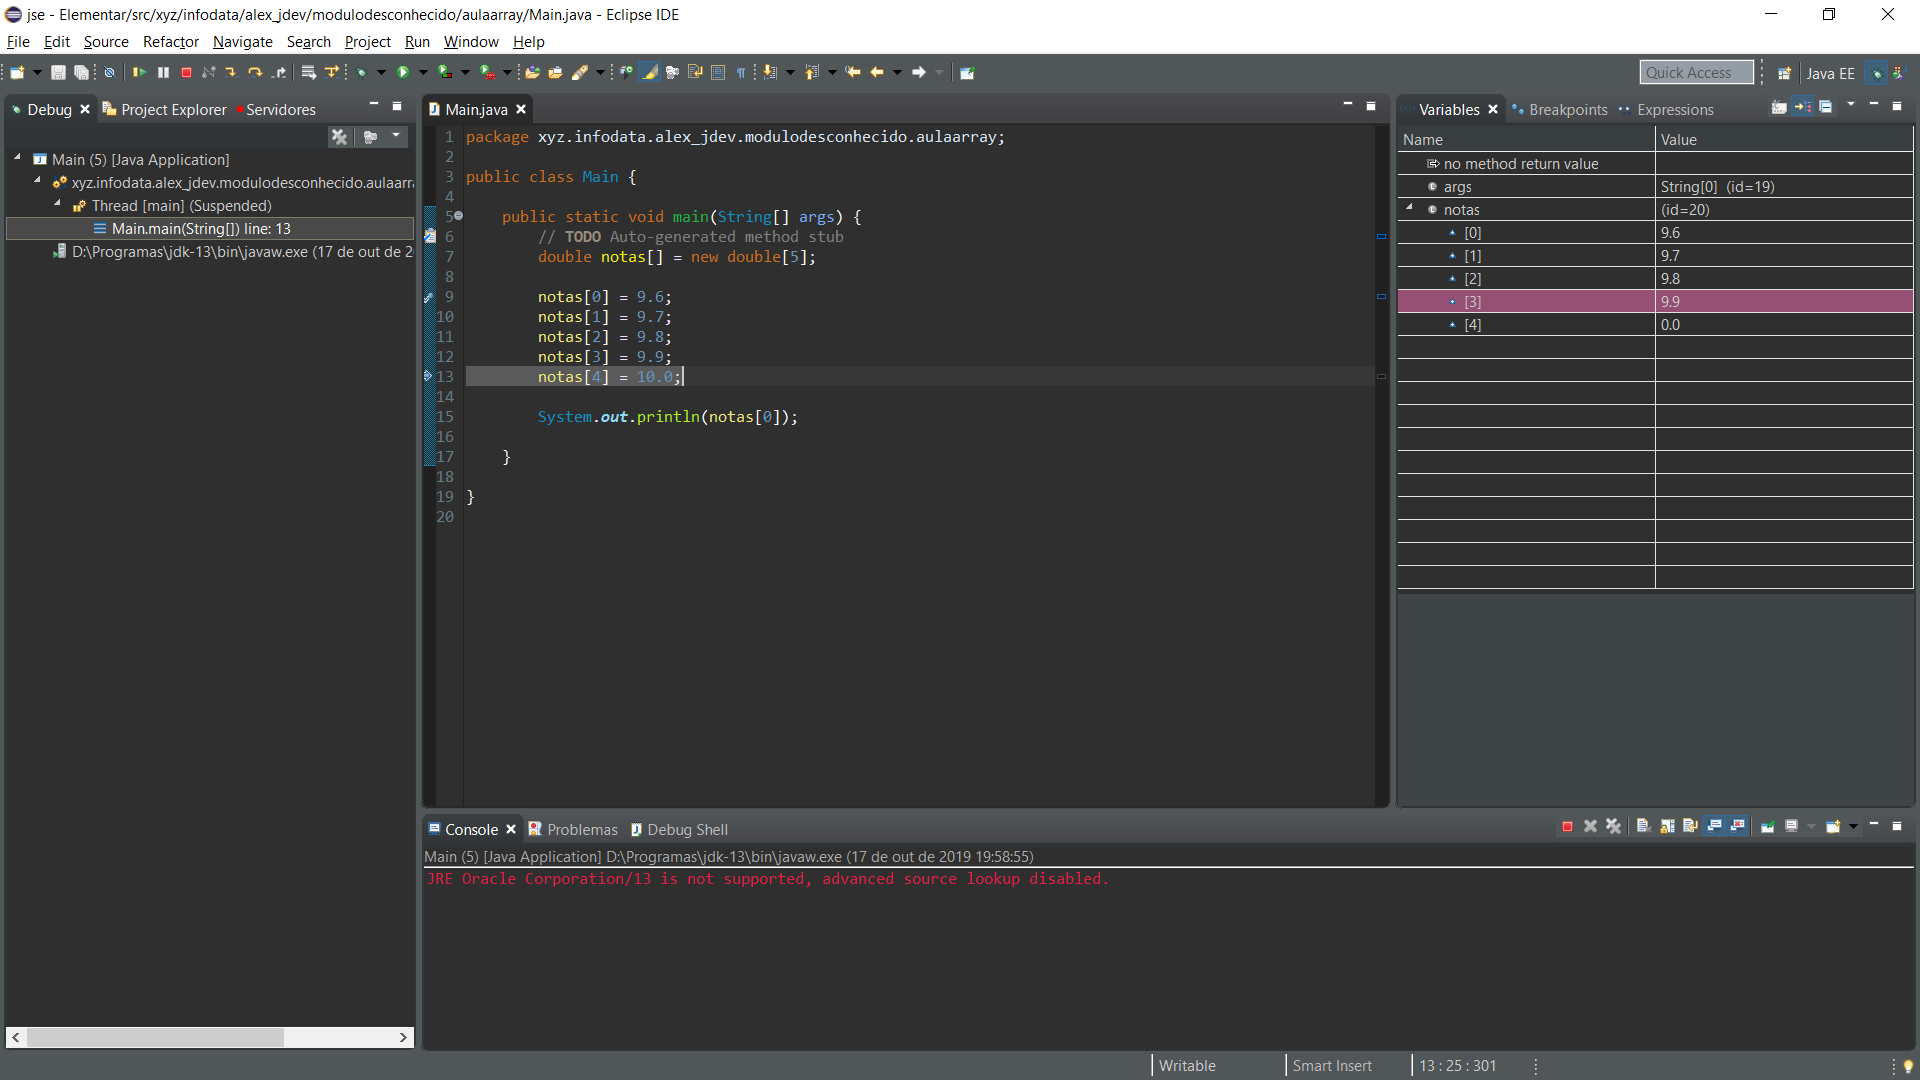 jse - Elementar/src/xyz/infodata/alex_jdev/modulodesconhecido/aulaarray/Main.java - Eclipse IDE
File Edit Source Refactor Navigate Search Project Run Window Help
Quick Access
Java EE
Debug Project Explorer Servidores
Main (5) [Java Application]
xyz.infodata.alex_jdev.modulodesconhecido.aulaarr
Thread [main] (Suspended)
Main.main(String[]) line: 13
D:\Programas\jdk-13\bin\javaw.exe (17 de out de 2
Main.java
1 package xyz.infodata.alex_jdev.modulodesconhecido.aulaarray;
2
3 public class Main {
4
5 public static void main(String[] args) {
6 // TODO Auto-generated method stub
7 double notas[] = new double[5];
8
9 notas[0] = 9.6;
10 notas[1] = 9.7;
11 notas[2] = 9.8;
12 notas[3] = 9.9;
13 notas[4] = 10.0;
14
15 System.out.println(notas[0]);
16
17 }
18
19 }
20
Variables Breakpoints Expressions
Name Value
no method return value
args String[0] (id=19)
notas (id=20)
[0] 9.6
[1] 9.7
[2] 9.8
[3] 9.9
[4] 0.0
Console Problemas Debug Shell
Main (5) [Java Application] D:\Programas\jdk-13\bin\javaw.exe (17 de out de 2019 19:58:55)
JRE Oracle Corporation/13 is not supported, advanced source lookup disabled.
Writable Smart Insert 13 : 25 : 301